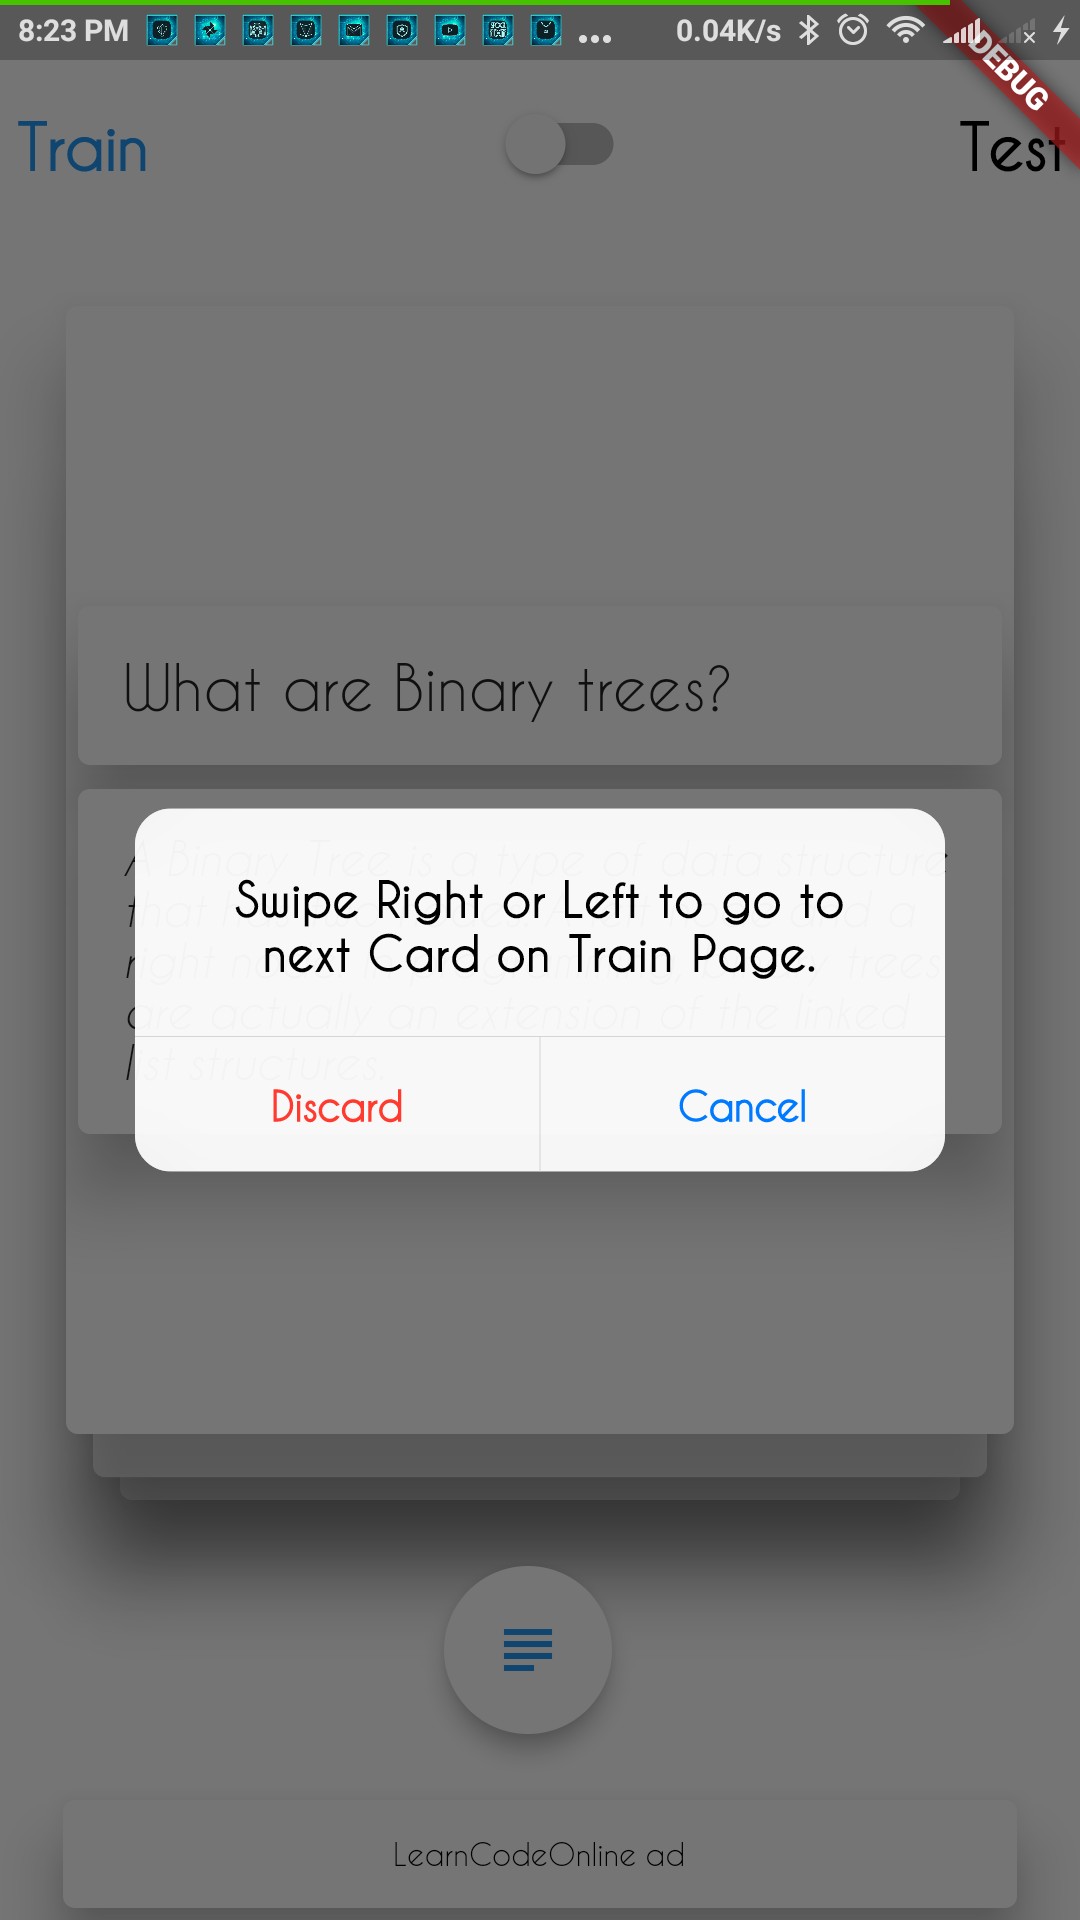 8:23 PM ... 0.04K/s
DEBUG
Train Test
What are Binary trees?
A Binary Tree is a type of data structure
that has
Swipe Right or Left to go to
and a
right
next Card on Train Page.
trees
are actually an extension of the linked
list structures.
Discard Cancel
LearnCodeOnline ad